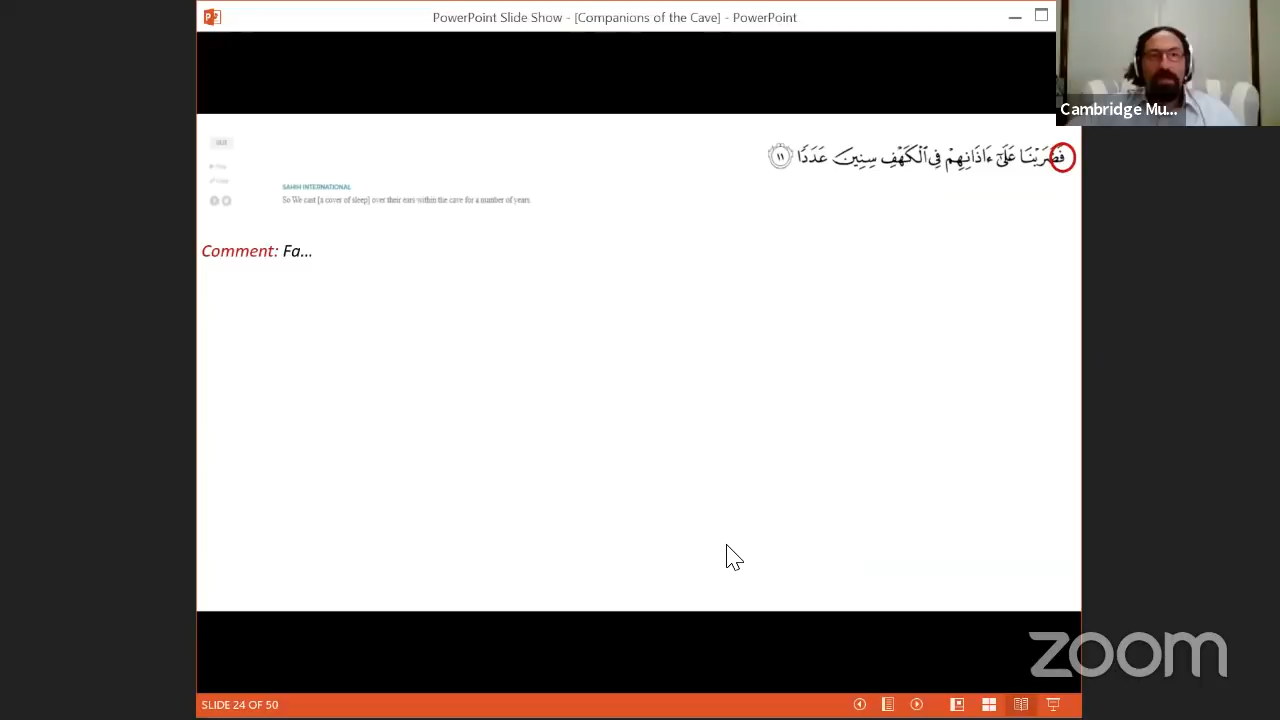 PowerPoint Slide Show - [Companions of the Cave] - PowerPoint
Cambridge Mu...
فَضَرَبْنَا عَلَىٰٓ ءَاذَانِهِمْ فِى ٱلْكَهْفِ سِنِينَ عَدَدًا ١١
18:11
SAHIH INTERNATIONAL
So We cast [a cover of sleep] over their ears within the cave for a number of years.
Comment: Fa...
zoom
SLIDE 24 OF 50